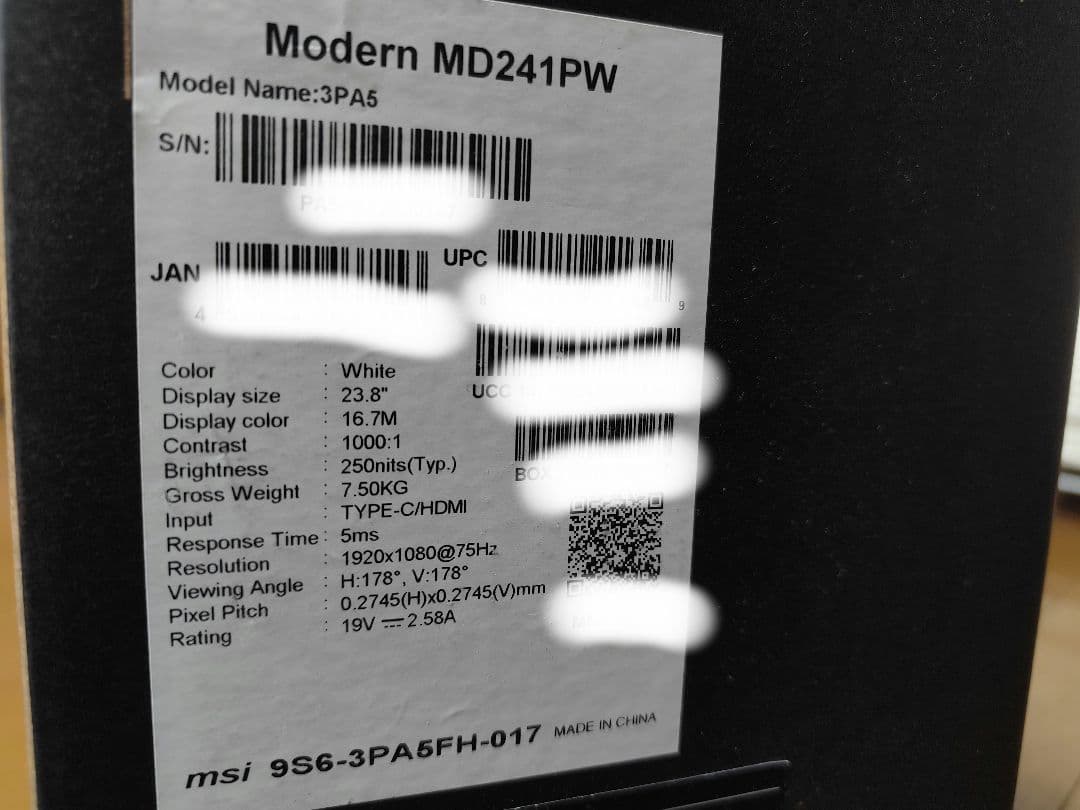 Modern MD241PW
Model Name:3PA5
S/N:
JAN
UPC
9
UCC
BOX
Color : White
Display size : 23.8"
Display color : 16.7M
Contrast : 1000:1
Brightness : 250nits(Typ.)
Gross Weight : 7.50KG
Input : TYPE-C/HDMI
Response Time : 5ms
Resolution : 1920x1080@75Hz
Viewing Angle : H:178°, V:178°
Pixel Pitch : 0.2745(H)x0.2745(V)mm
Rating : 19V ⎓ 2.58A
msi 9S6-3PA5FH-017 MADE IN CHINA